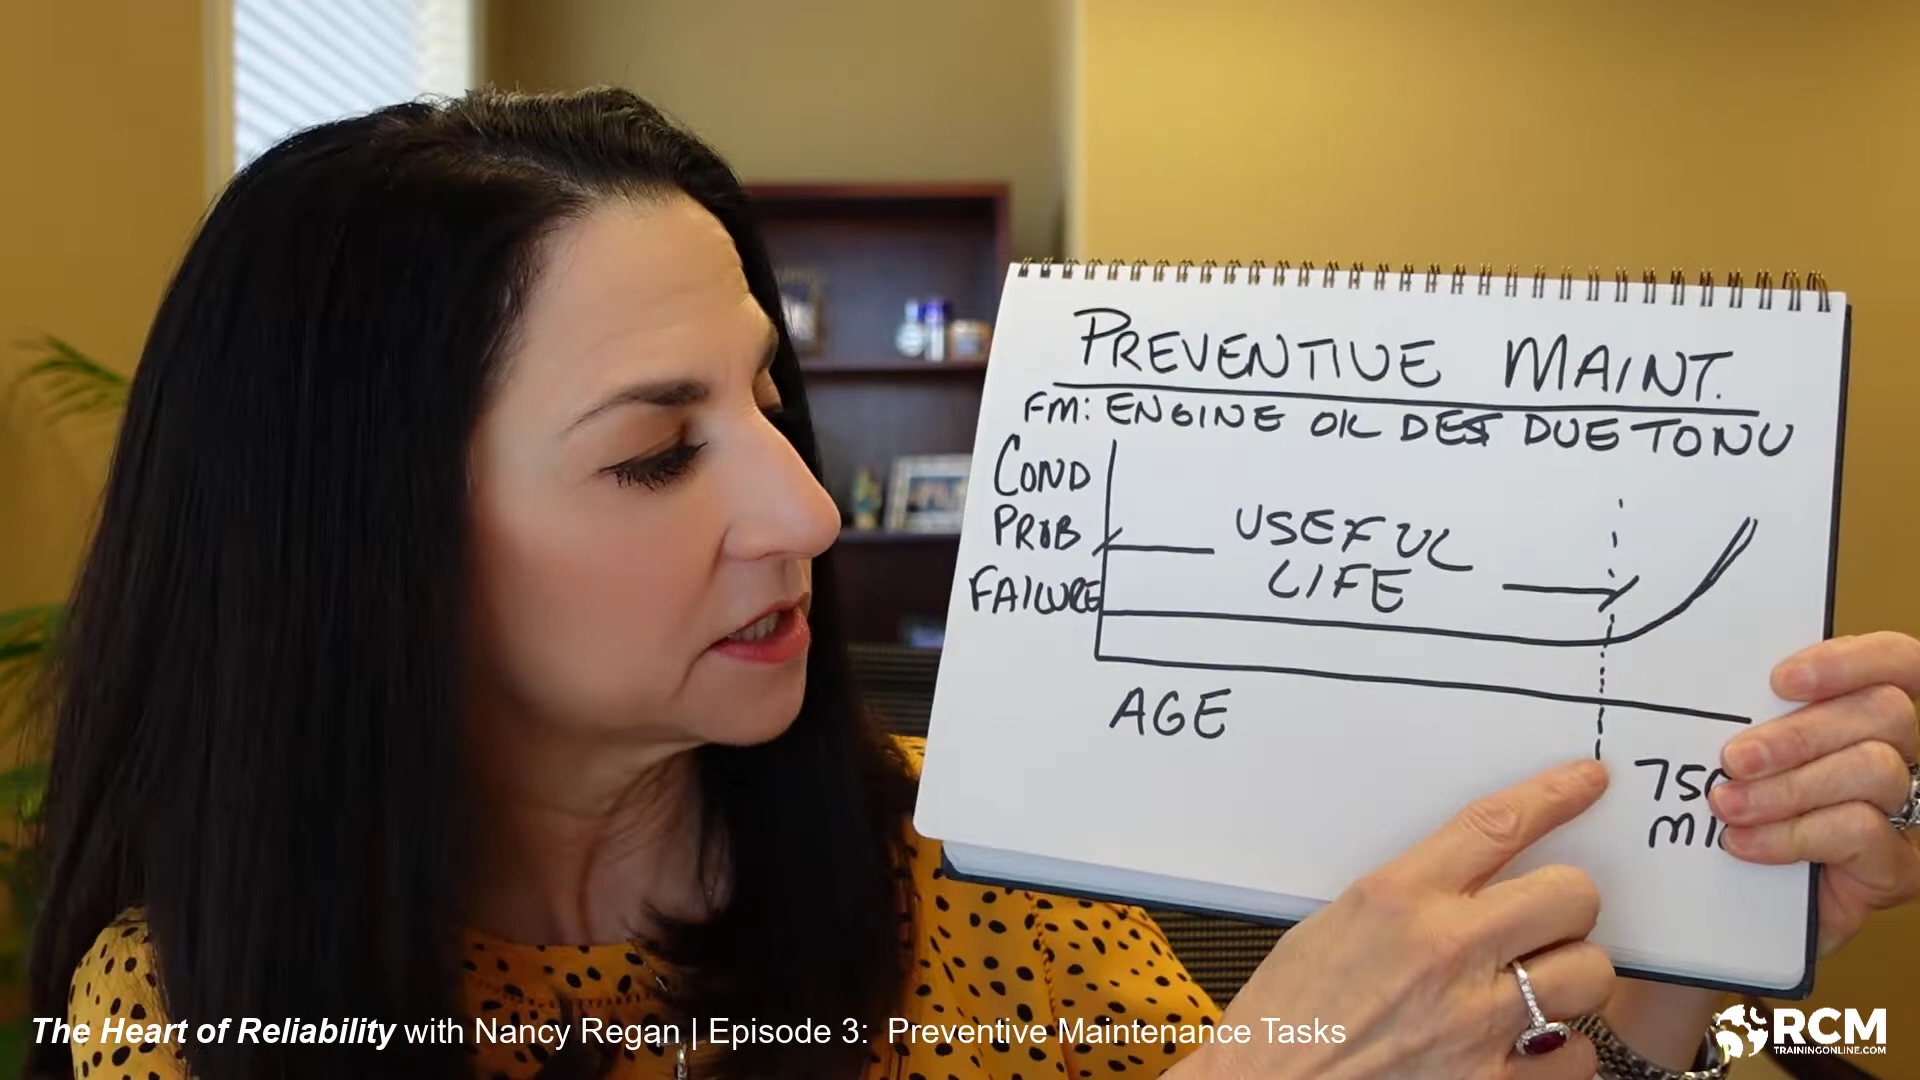 PREVENTIVE MAINT.
FM: ENGINE OIL DET DUE TO NU
COND
PROB
FAILURE
USEFUL
LIFE
AGE
The Heart of Reliability with Nancy Regan | Episode 3: Preventive Maintenance Tasks
RCM
TRAININGONLINE.COM